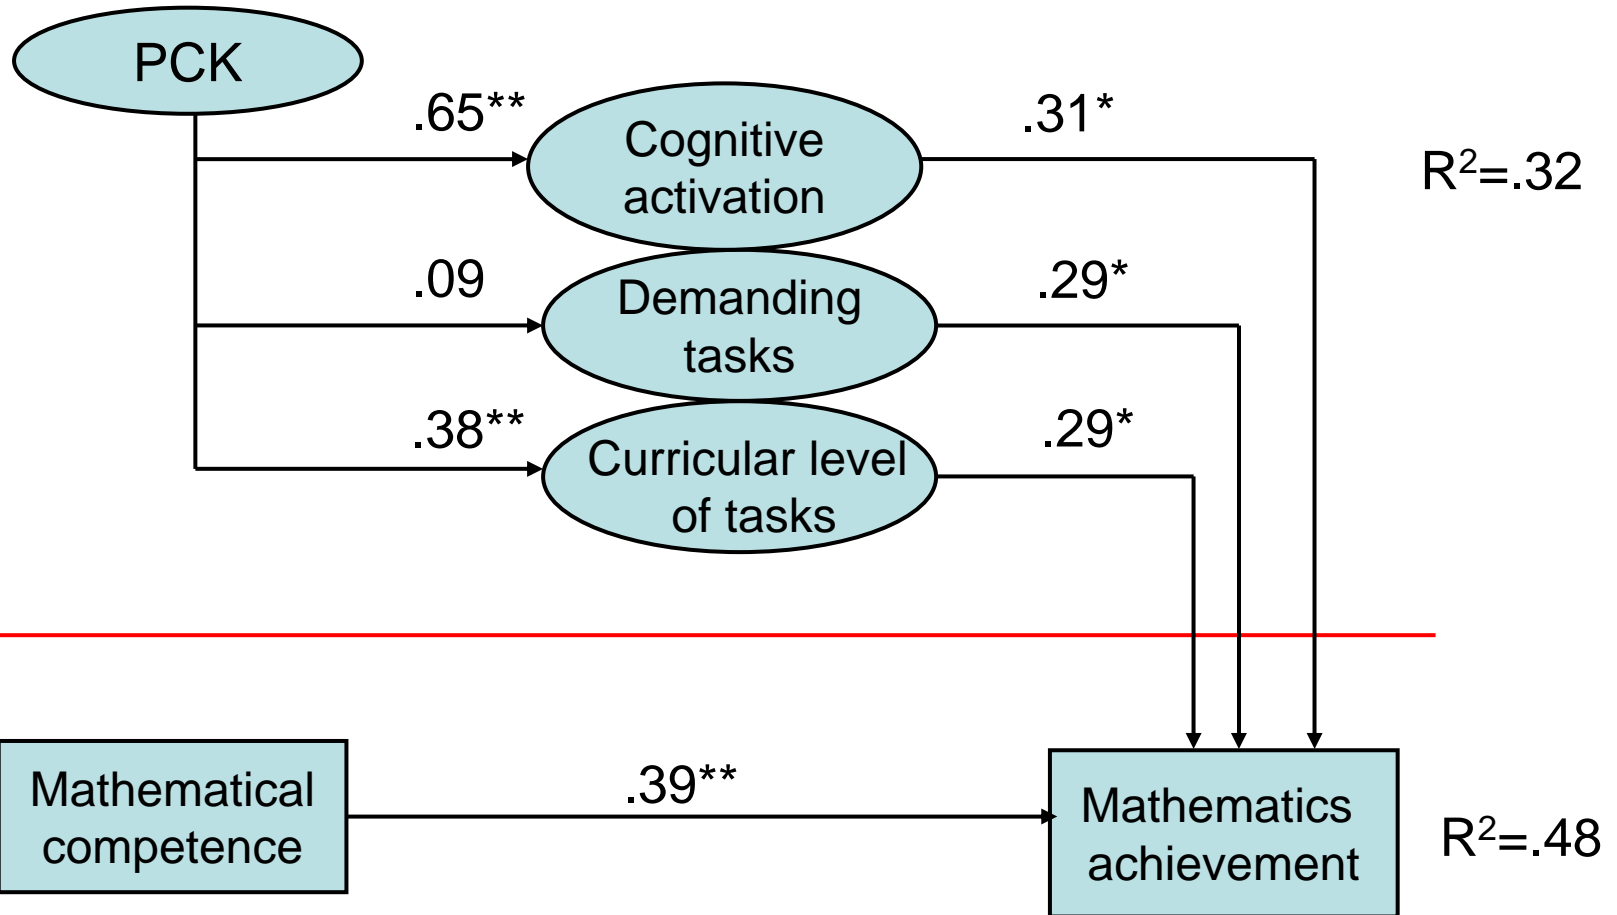 PCK
.65**
Cognitive
activation
.31*
R²=.32
.09
Demanding
tasks
.29*
.38**
Curricular level
of tasks
.29*
Mathematical
competence
.39**
Mathematics
achievement
R²=.48